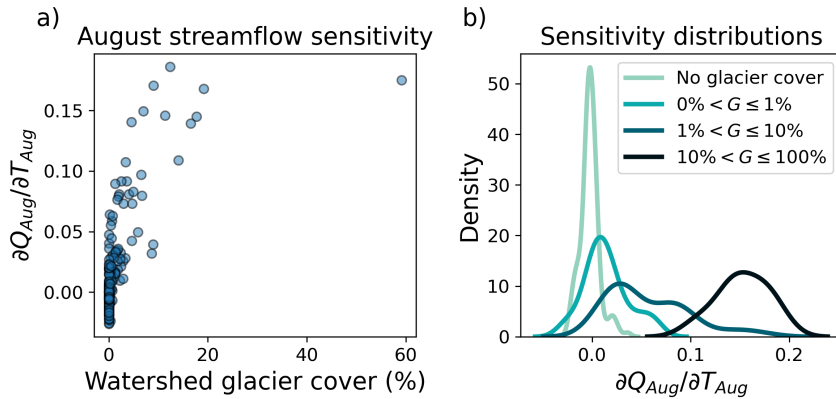 a)
August streamflow sensitivity
0.15
0.10
0.05
0.00
∂Q_Aug/∂T_Aug
0
20
40
60
Watershed glacier cover (%)
b)
Sensitivity distributions
50
40
30
20
10
0
Density
No glacier cover
0% < G ≤ 1%
1% < G ≤ 10%
10% < G ≤ 100%
0.0
0.1
0.2
∂Q_Aug/∂T_Aug